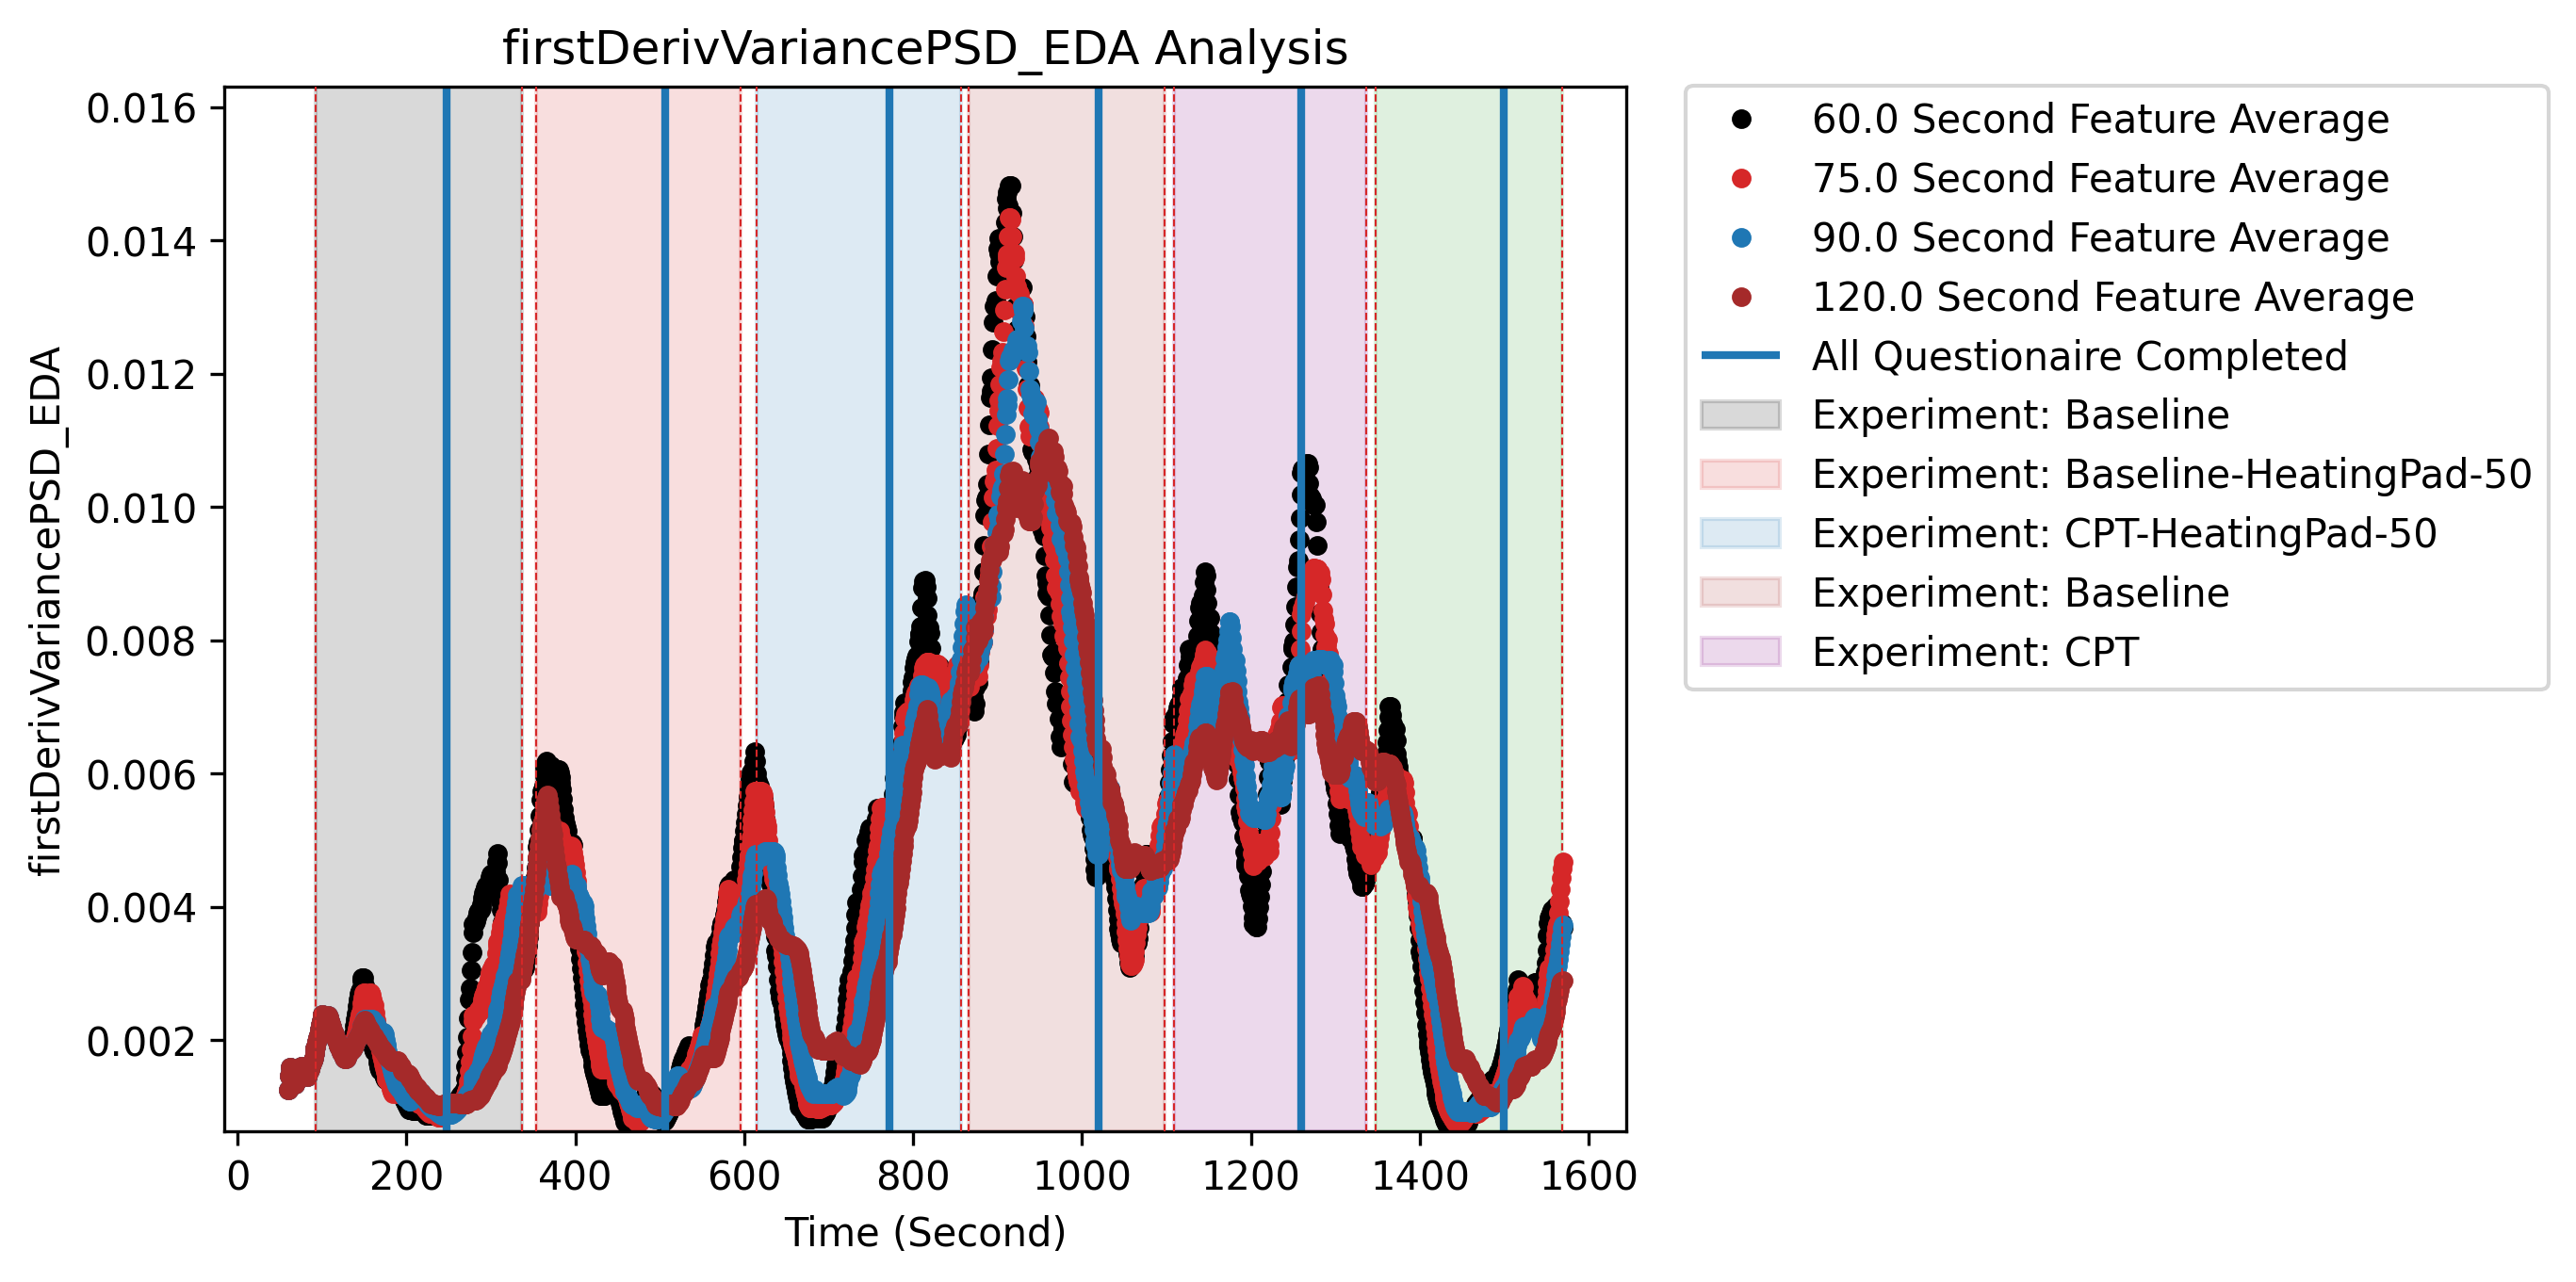 firstDerivVariancePSD_EDA Analysis
firstDerivVariancePSD_EDA
0.016
0.014
0.012
0.010
0.008
0.006
0.004
0.002
0 200 400 600 800 1000 1200 1400 1600
Time (Second)
60.0 Second Feature Average
75.0 Second Feature Average
90.0 Second Feature Average
120.0 Second Feature Average
All Questionaire Completed
Experiment: Baseline
Experiment: Baseline-HeatingPad-50
Experiment: CPT-HeatingPad-50
Experiment: Baseline
Experiment: CPT